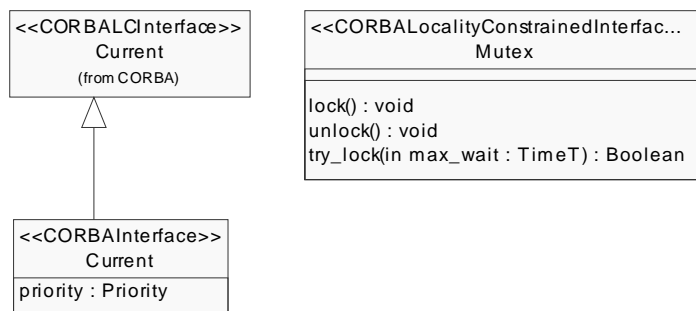 <<CORBALCInterface>>
Current
(from CORBA)
<<CORBALocalityConstrainedInterfac...
Mutex
lock() : void
unlock() : void
try_lock(in max_wait : TimeT) : Boolean
<<CORBAInterface>>
Current
priority : Priority